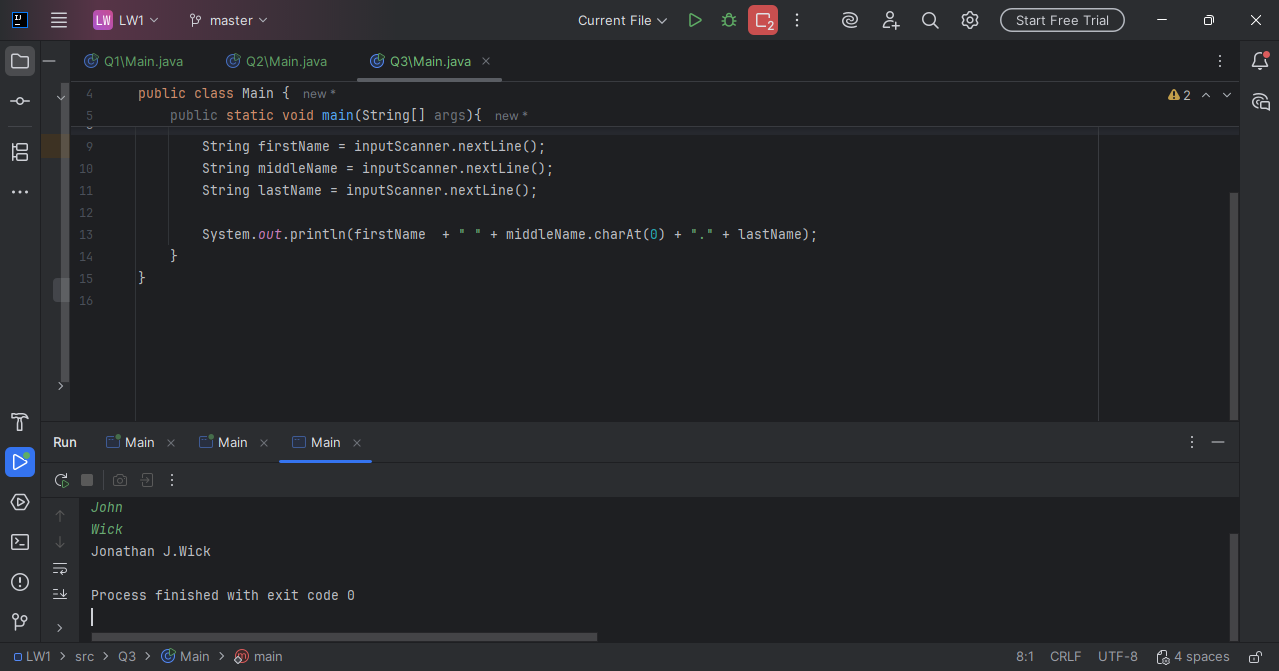 LW LW1 master Current File 2 Start Free Trial
Q1\Main.java Q2\Main.java Q3\Main.java
4 public class Main { new *
5 public static void main(String[] args){ new *
2
9 String firstName = inputScanner.nextLine();
10 String middleName = inputScanner.nextLine();
11 String lastName = inputScanner.nextLine();
12
13 System.out.println(firstName  + " " + middleName.charAt(0) + "." + lastName);
14 }
15 }
16
Run Main Main Main
John
Wick
Jonathan J.Wick
Process finished with exit code 0
LW1 > src > Q3 > Main > main 8:1 CRLF UTF-8 4 spaces